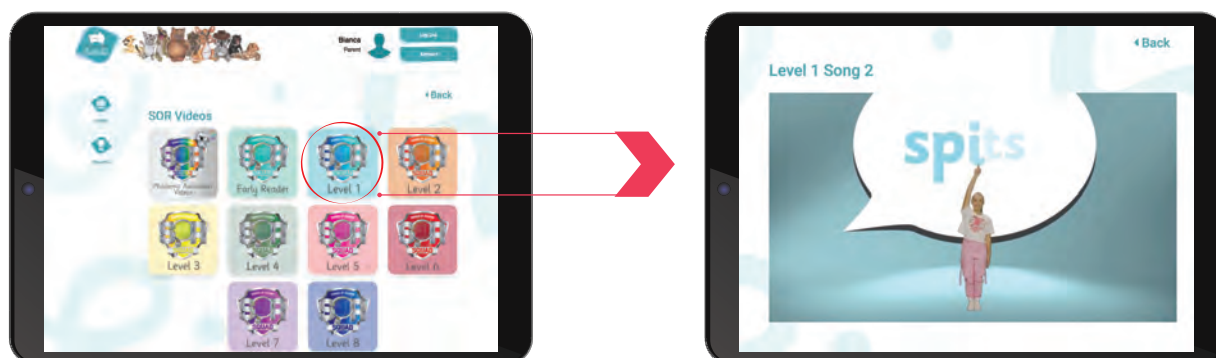 Bianca
Parent
◂Back
SOR Videos
Early Reader
Level 1
Level 2
Level 3
Level 4
Level 5
Level 6
Level 7
Level 8
◂Back
Level 1 Song 2
spits